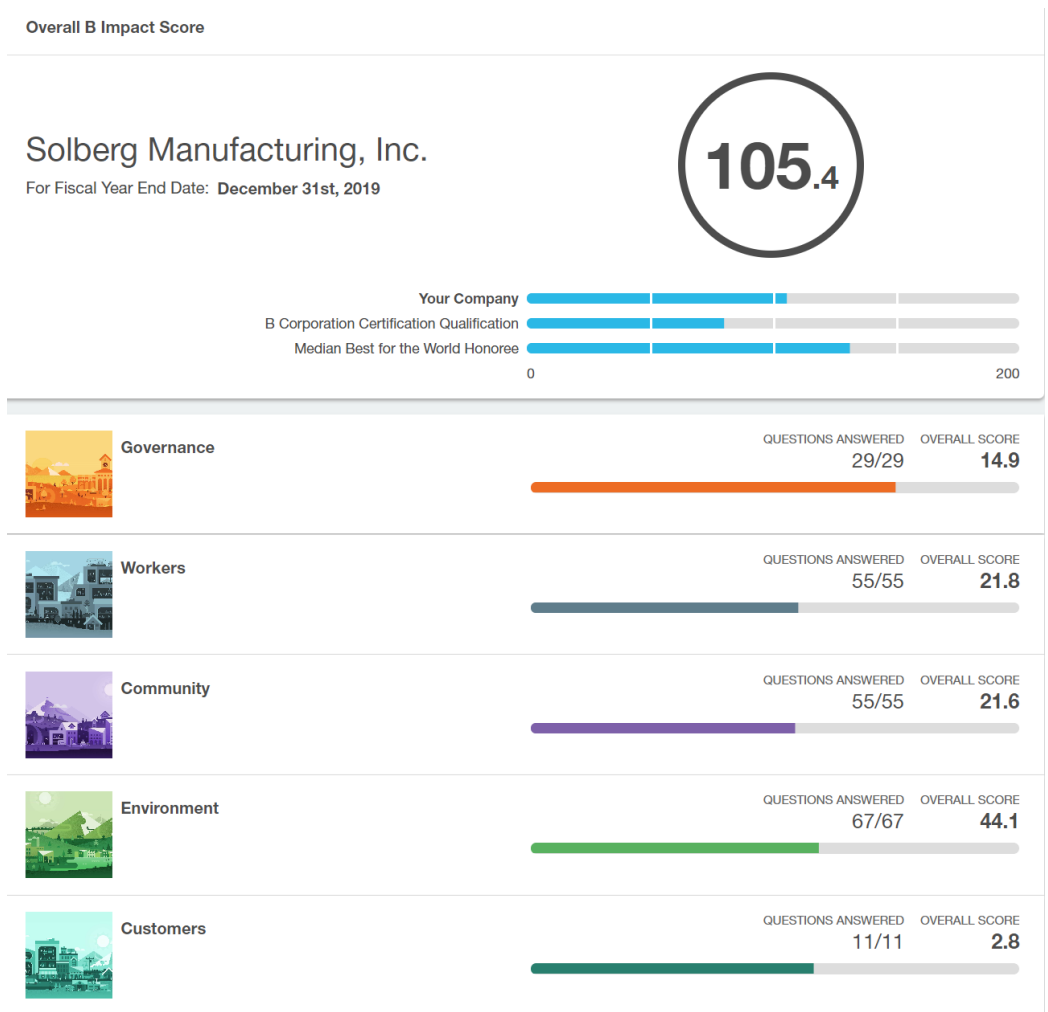 Overall B Impact Score
Solberg Manufacturing, Inc.
For Fiscal Year End Date: December 31st, 2019
105.4
Your Company
B Corporation Certification Qualification
Median Best for the World Honoree
0 200
Governance
QUESTIONS ANSWERED OVERALL SCORE
29/29 14.9
Workers
QUESTIONS ANSWERED OVERALL SCORE
55/55 21.8
Community
QUESTIONS ANSWERED OVERALL SCORE
55/55 21.6
Environment
QUESTIONS ANSWERED OVERALL SCORE
67/67 44.1
Customers
QUESTIONS ANSWERED OVERALL SCORE
11/11 2.8